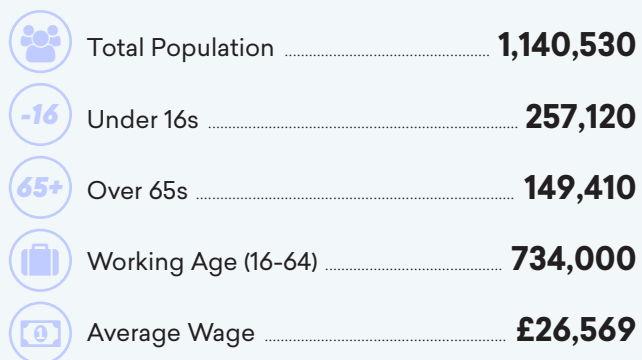 Total Population 1,140,530
-16 Under 16s 257,120
65+ Over 65s 149,410
Working Age (16-64) 734,000
1 Average Wage £26,569